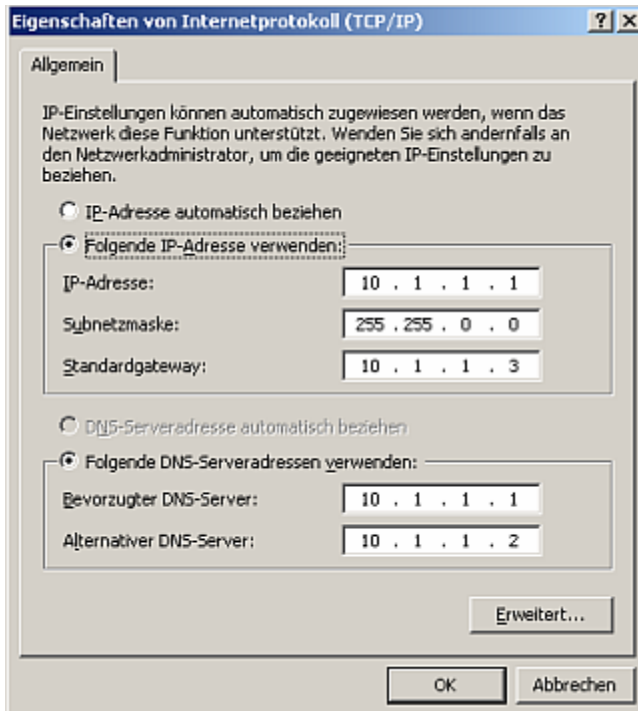 Eigenschaften von Internetprotokoll (TCP/IP)
Allgemein
IP-Einstellungen können automatisch zugewiesen werden, wenn das
Netzwerk diese Funktion unterstützt. Wenden Sie sich andernfalls an
den Netzwerkadministrator, um die geeigneten IP-Einstellungen zu
beziehen.
IP-Adresse automatisch beziehen
Folgende IP-Adresse verwenden:
IP-Adresse: 10 . 1 . 1 . 1
Subnetzmaske: 255 . 255 . 0 . 0
Standardgateway: 10 . 1 . 1 . 3
DNS-Serveradresse automatisch beziehen
Folgende DNS-Serveradressen verwenden:
Bevorzugter DNS-Server: 10 . 1 . 1 . 1
Alternativer DNS-Server: 10 . 1 . 1 . 2
Erweitert...
OK Abbrechen